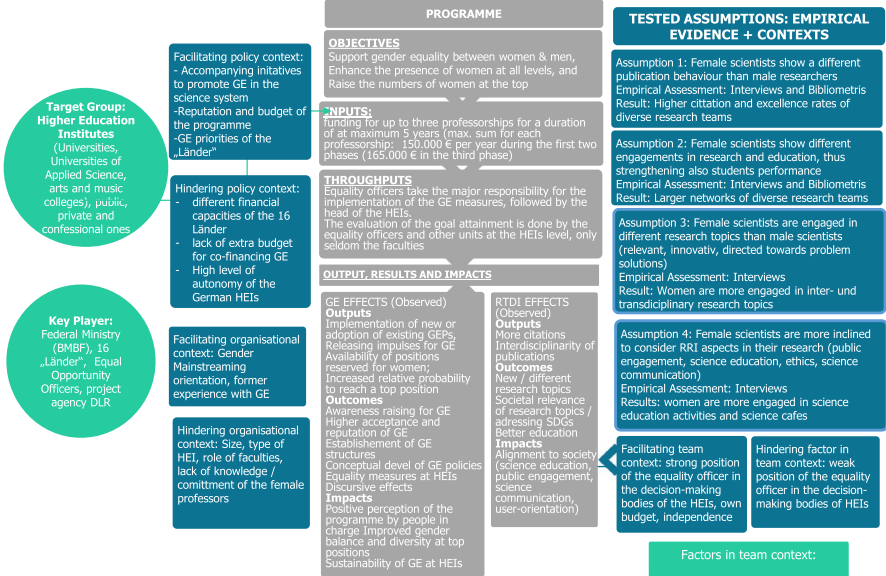 Target Group:
Higher Education
Institutes
(Universities,
Universities of
Applied Science,
arts and music
colleges), public,
private and
confessional ones
Key Player:
Federal Ministry
(BMBF), 16
„Länder“, Equal
Opportunity
Officers, project
agency DLR
Facilitating policy context:
- Accompanying initatives
to promote GE in the
science system
-Reputation and budget of
the programme
-GE priorities of the
„Länder“
Hindering policy context:
- different financial
capacities of the 16
Länder
- lack of extra budget
for co-financing GE
- High level of
autonomy of the
German HEIs
Facilitating organisational
context: Gender
Mainstreaming
orientation, former
experience with GE
Hindering organisational
context: Size, type of
HEI, role of faculties,
lack of knowledge /
comittment of the female
professors
PROGRAMME
OBJECTIVES
Support gender equality between women & men,
Enhance the presence of women at all levels, and
Raise the numbers of women at the top
INPUTS:
funding for up to three professorships for a duration
of at maximum 5 years (max. sum for each
professorship: 150.000 € per year during the first two
phases (165.000 € in the third phase)
THROUGHPUTS
Equality officers take the major responsibility for the
implementation of the GE measures, followed by the
head of the HEIs.
The evaluation of the goal attainment is done by the
equality officers and other units at the HEIs level, only
seldom the faculties
OUTPUT, RESULTS AND IMPACTS
GE EFFECTS (Observed)
Outputs
Implementation of new or
adoption of existing GEPs,
Releasing impulses for GE
Availability of positions
reserved for women;
Increased relative probability
to reach a top position
Outcomes
Awareness raising for GE
Higher acceptance and
reputation of GE
Establishement of GE
structures
Conceptual devel of GE policies
Equality measures at HEIs
Discursive effects
Impacts
Positive perception of the
programme by people in
charge Improved gender
balance and diversity at top
positions
Sustainability of GE at HEIs
RTDI EFFECTS
(Observed)
Outputs
More citations
Interdisciplinarity of
publications
Outcomes
New / different
research topics
Societal relevance
of research topics /
adressing SDGs
Better education
Impacts
Alignment to society
(science education,
public engagement,
science
communication,
user-orientation)
TESTED ASSUMPTIONS: EMPIRICAL
EVIDENCE + CONTEXTS
Assumption 1: Female scientists show a different
publication behaviour than male researchers
Empirical Assessment: Interviews and Bibliometris
Result: Higher cittation and excellence rates of
diverse research teams
Assumption 2: Female scientists show different
engagements in research and education, thus
strengthening also students performance
Empirical Assessment: Interviews and Bibliometris
Result: Larger networks of diverse research teams
Assumption 3: Female scientists are engaged in
different research topics than male scientists
(relevant, innovativ, directed towards problem
solutions)
Empirical Assessment: Interviews
Result: Women are more engaged in inter- und
transdiciplinary research topics
Assumption 4: Female scientists are more inclined
to consider RRI aspects in their research (public
engagement, science education, ethics, science
communication)
Empirical Assessment: Interviews
Results: women are more engaged in science
education activities and science cafes
Facilitating team
context: strong position
of the equality officer in
the decision-making
bodies of the HEIs, own
budget, independence
Hindering factor in
team context: weak
position of the equality
officer in the decision-
making bodies of HEIs
Factors in team context: